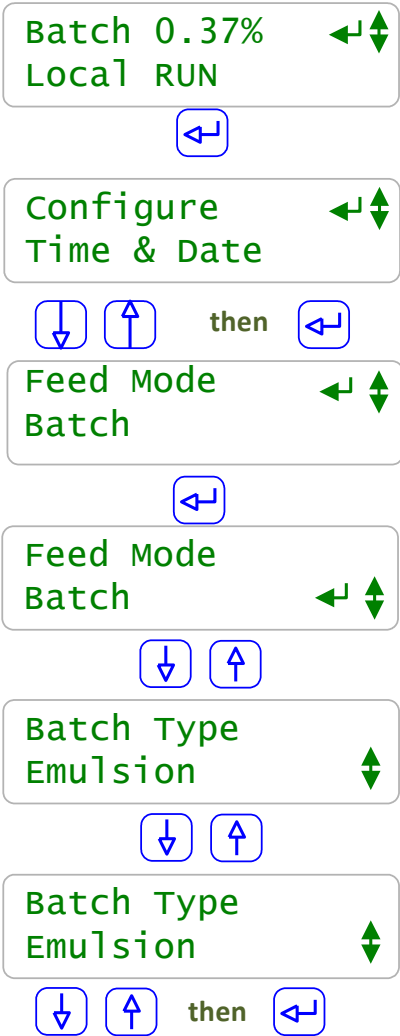 Batch 0.37%
Local RUN
Configure
Time & Date
then
Feed Mode
Batch
Feed Mode
Batch
Batch Type
Emulsion
Batch Type
Emulsion
then